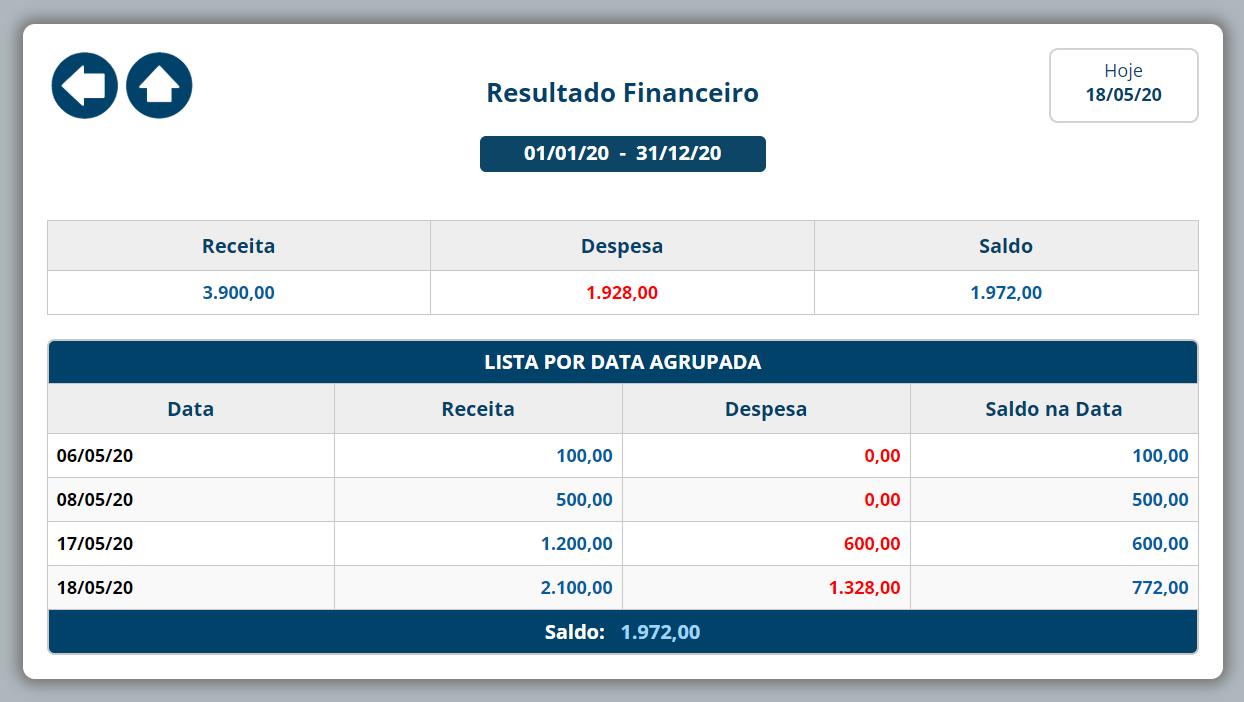 Hoje
18/05/20
Resultado Financeiro
01/01/20 - 31/12/20
Receita Despesa Saldo
3.900,00 1.928,00 1.972,00
LISTA POR DATA AGRUPADA
Data Receita Despesa Saldo na Data
06/05/20 100,00 0,00 100,00
08/05/20 500,00 0,00 500,00
17/05/20 1.200,00 600,00 600,00
18/05/20 2.100,00 1.328,00 772,00
Saldo: 1.972,00